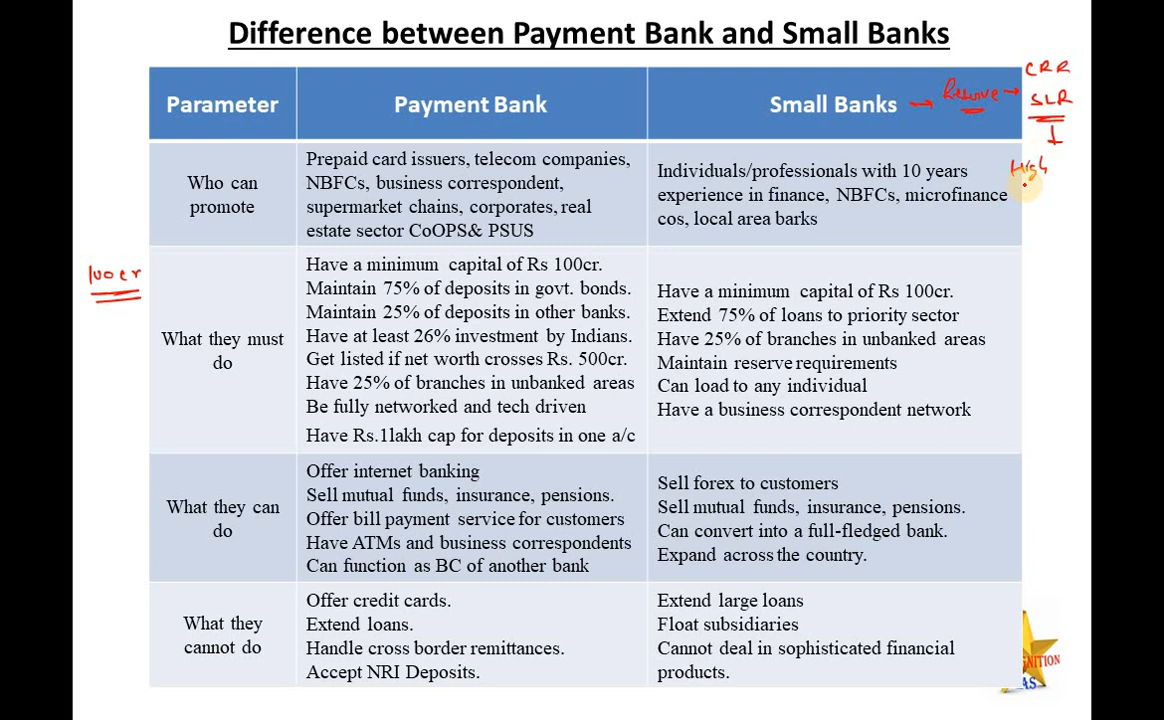 Difference between Payment Bank and Small Banks
Parameter
Payment Bank
Small Banks → Reserve →
CRR
SLR
High
Who can
promote
Prepaid card issuers, telecom companies,
NBFCs, business correspondent,
supermarket chains, corporates, real
estate sector CoOPS& PSUS
Individuals/professionals with 10 years
experience in finance, NBFCs, microfinance
cos, local area barks
100 cr
What they must
do
Have a minimum capital of Rs 100cr.
Maintain 75% of deposits in govt. bonds.
Maintain 25% of deposits in other banks.
Have at least 26% investment by Indians.
Get listed if net worth crosses Rs. 500cr.
Have 25% of branches in unbanked areas
Be fully networked and tech driven
Have Rs.1lakh cap for deposits in one a/c
Have a minimum capital of Rs 100cr.
Extend 75% of loans to priority sector
Have 25% of branches in unbanked areas
Maintain reserve requirements
Can load to any individual
Have a business correspondent network
What they can
do
Offer internet banking
Sell mutual funds, insurance, pensions.
Offer bill payment service for customers
Have ATMs and business correspondents
Can function as BC of another bank
Sell forex to customers
Sell mutual funds, insurance, pensions.
Can convert into a full-fledged bank.
Expand across the country.
What they
cannot do
Offer credit cards.
Extend loans.
Handle cross border remittances.
Accept NRI Deposits.
Extend large loans
Float subsidiaries
Cannot deal in sophisticated financial
products.
GNITION
AS